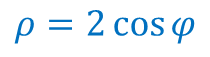 ρ = 2 cos φ